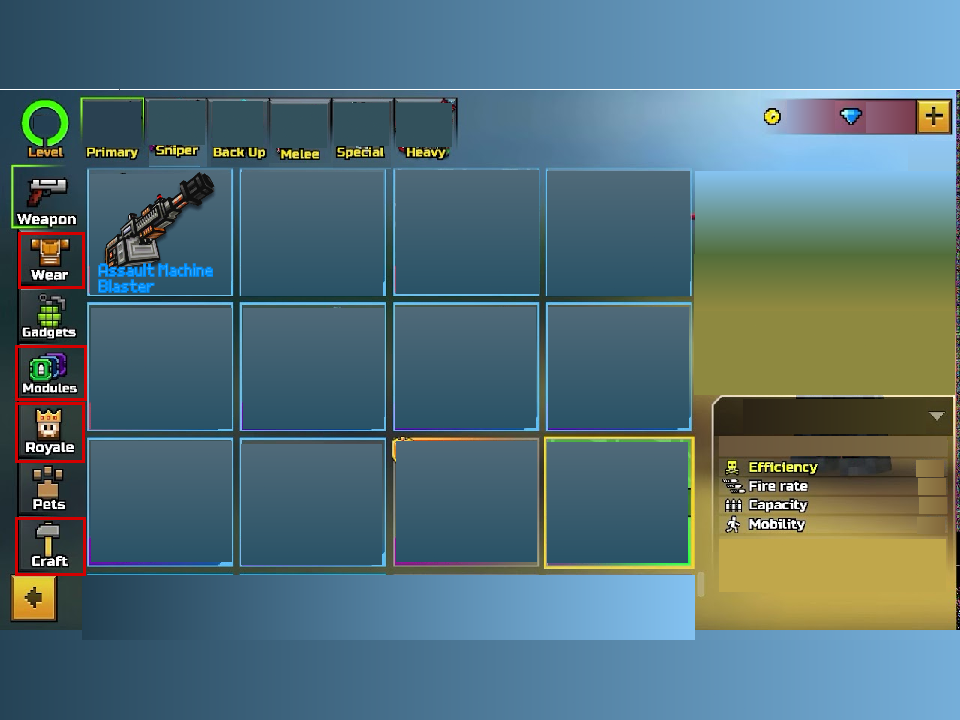 Level
Primary
Sniper
Back Up
Melee
Special
Heavy
Weapon
Wear
Gadgets
Modules
Royale
Pets
Craft
Assault Machine
Blaster
Efficiency
Fire rate
Capacity
Mobility